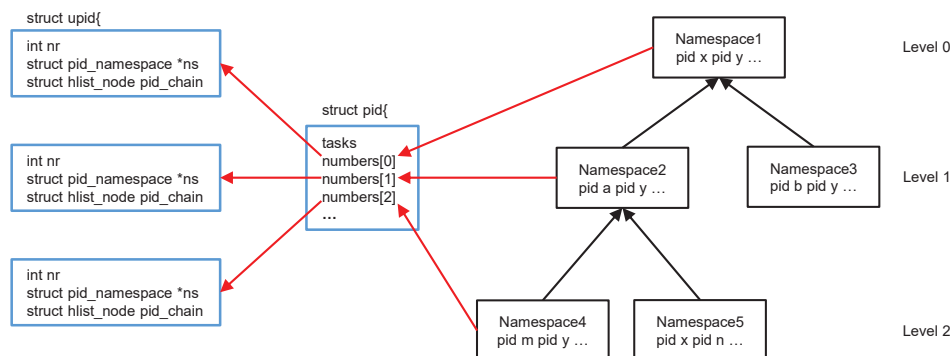 struct upid{
int nr
struct pid_namespace *ns
struct hlist_node pid_chain
int nr
struct pid_namespace *ns
struct hlist_node pid_chain
int nr
struct pid_namespace *ns
struct hlist_node pid_chain
struct pid{
tasks
numbers[0]
numbers[1]
numbers[2]
...
Namespace1
pid x pid y ...
Level 0
Namespace2
pid a pid y ...
Namespace3
pid b pid y ...
Level 1
Namespace4
pid m pid y ...
Namespace5
pid x pid n ...
Level 2